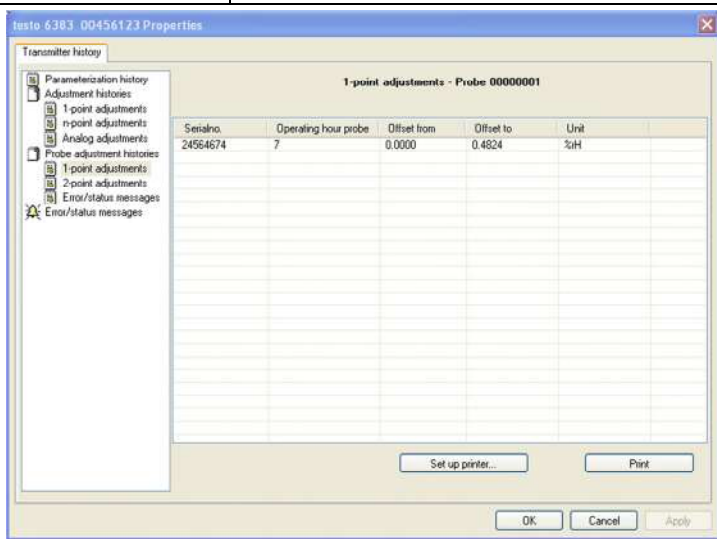 testo 6383 00456123 Properties
Transmitter history
Parameterization history
Adjustment histories
1-point adjustments
n-point adjustments
Analog adjustments
Probe adjustment histories
1-point adjustments
2-point adjustments
Error/status messages
Error/status messages
1-point adjustments - Probe 00000001
Serialno. Operating hour probe Offset from Offset to Unit
24564674 7 0.0000 0.4824 %rH
Set up printer... Print
OK Cancel Apply